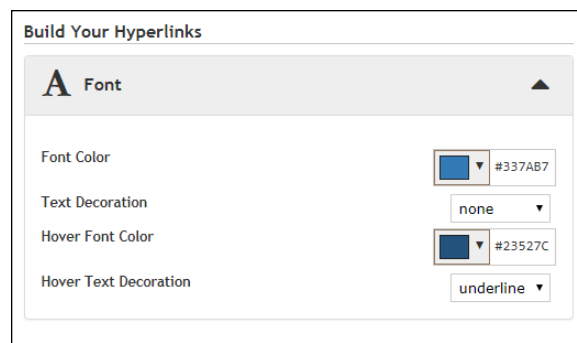 Build Your Hyperlinks
A Font
Font Color #337AB7
Text Decoration none
Hover Font Color #23527C
Hover Text Decoration underline